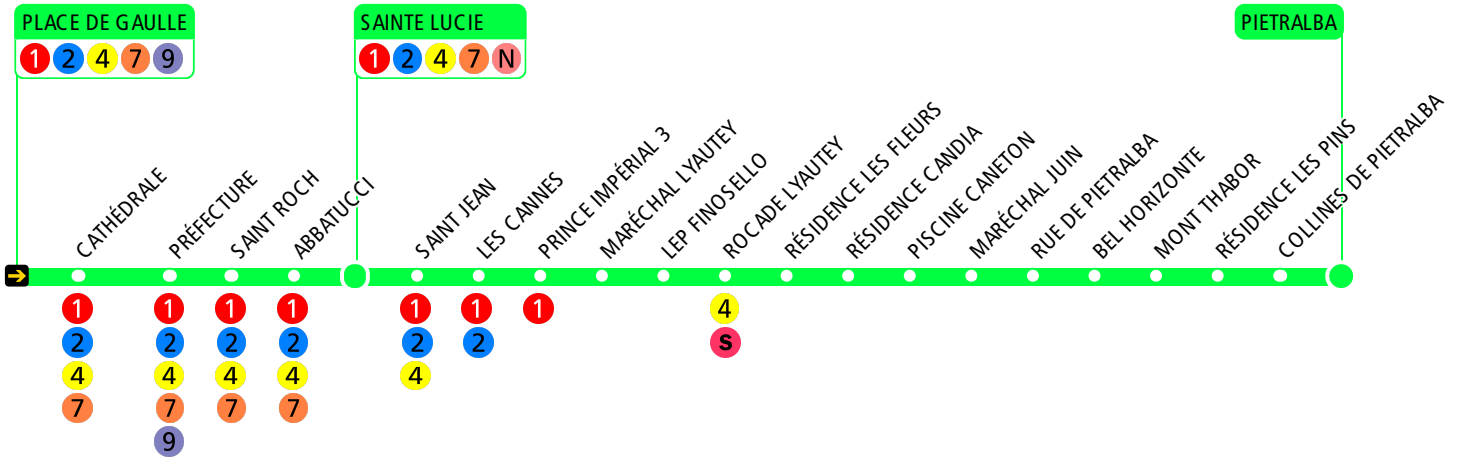 PLACE DE GAULLE
1 2 4 7 9
SAINTE LUCIE
1 2 4 7 N
PIETRALBA
CATHÉDRALE
PRÉFECTURE
SAINT ROCH
ABBATUCCI
SAINT JEAN
LES CANNES
PRINCE IMPÉRIAL 3
MARÉCHAL LYAUTEY
LEP FINOSELLO
ROCADE LYAUTEY
RÉSIDENCE LES FLEURS
RÉSIDENCE CANDIA
PISCINE CANETON
MARÉCHAL JUIN
RUE DE PIETRALBA
BEL HORIZONTE
MONT THABOR
RÉSIDENCE LES PINS
COLLINES DE PIETRALBA
1 1 1 1 1 1 1 4
2 2 2 2 2 2 S
4 4 4 4 4
7 7 7 7
9